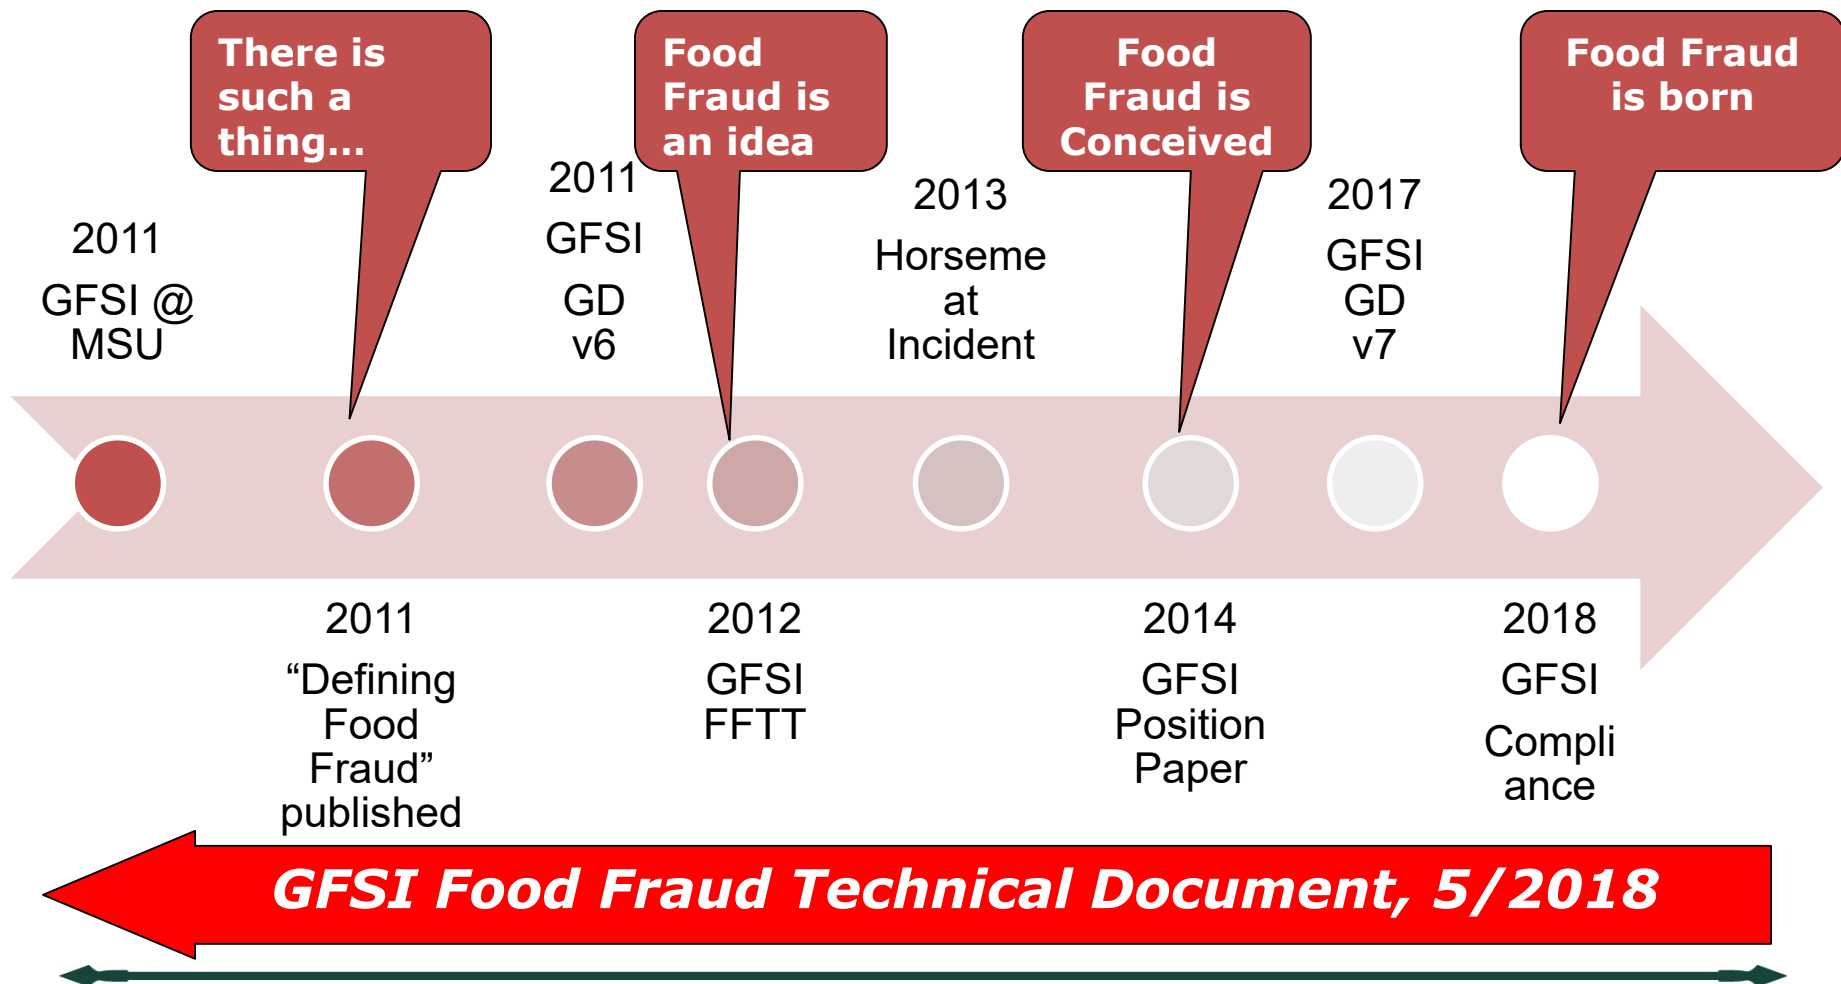 There is
such a
thing...
Food
Fraud is
an idea
Food
Fraud is
Conceived
Food Fraud
is born
2011
GFSI @
MSU
2011
GFSI
GD
v6
2013
Horseme
at
Incident
2017
GFSI
GD
v7
2011
“Defining
Food
Fraud”
published
2012
GFSI
FFTT
2014
GFSI
Position
Paper
2018
GFSI
Compli
ance
GFSI Food Fraud Technical Document, 5/2018